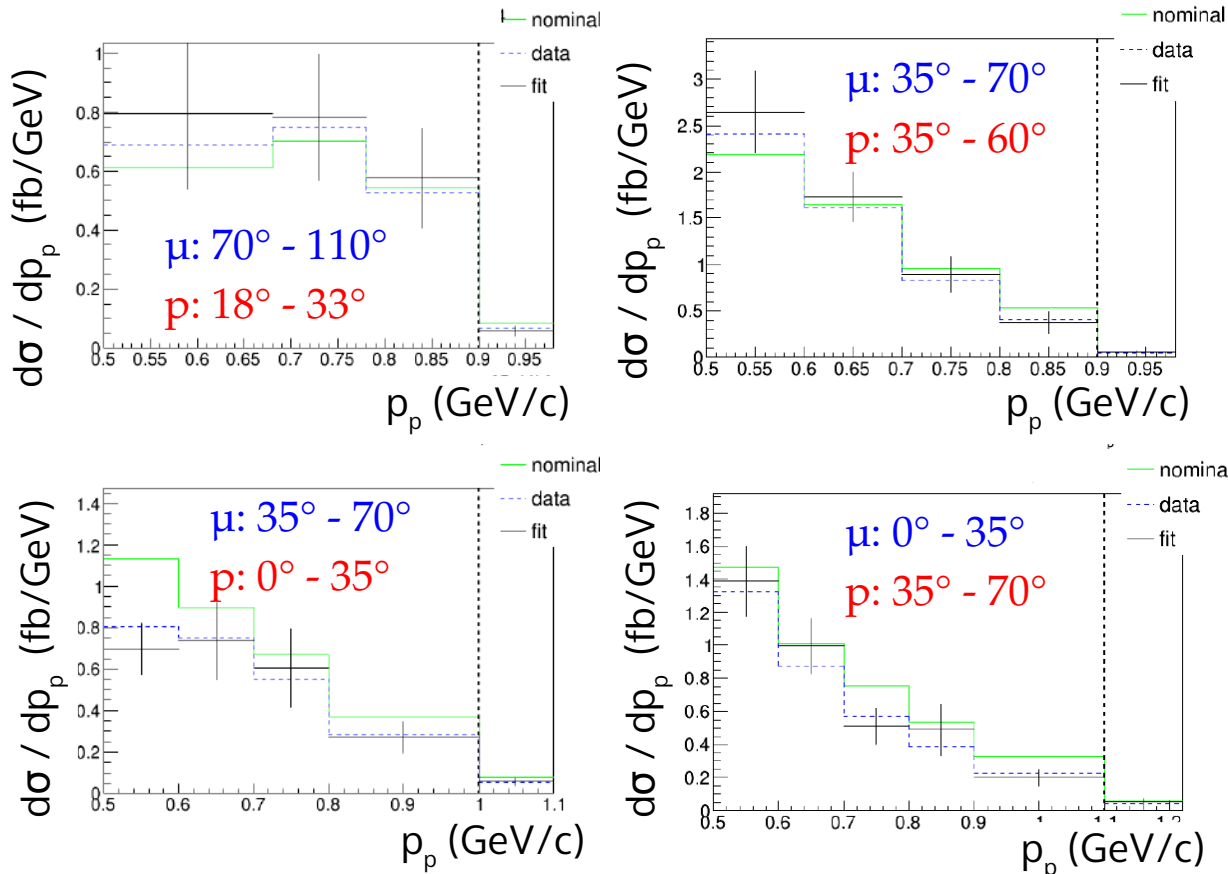 nominal
data
fit
dσ / dp_p (fb/GeV)
1
0.8
0.6
0.4
0.2
0
μ: 70° - 110°
p: 18° - 33°
0.5 0.55 0.6 0.65 0.7 0.75 0.8 0.85 0.9 0.95
p_p (GeV/c)
nominal
data
fit
dσ / dp_p (fb/GeV)
3
2.5
2
1.5
1
0.5
0
μ: 35° - 70°
p: 35° - 60°
0.5 0.55 0.6 0.65 0.7 0.75 0.8 0.85 0.9 0.95
p_p (GeV/c)
nominal
data
fit
dσ / dp_p (fb/GeV)
1.4
1.2
1
0.8
0.6
0.4
0.2
0
μ: 35° - 70°
p: 0° - 35°
0.5 0.6 0.7 0.8 0.9 1 1.1
p_p (GeV/c)
nomina
data
fit
dσ / dp_p (fb/GeV)
1.8
1.6
1.4
1.2
1
0.8
0.6
0.4
0.2
0
μ: 0° - 35°
p: 35° - 70°
0.5 0.6 0.7 0.8 0.9 1
p_p (GeV/c)